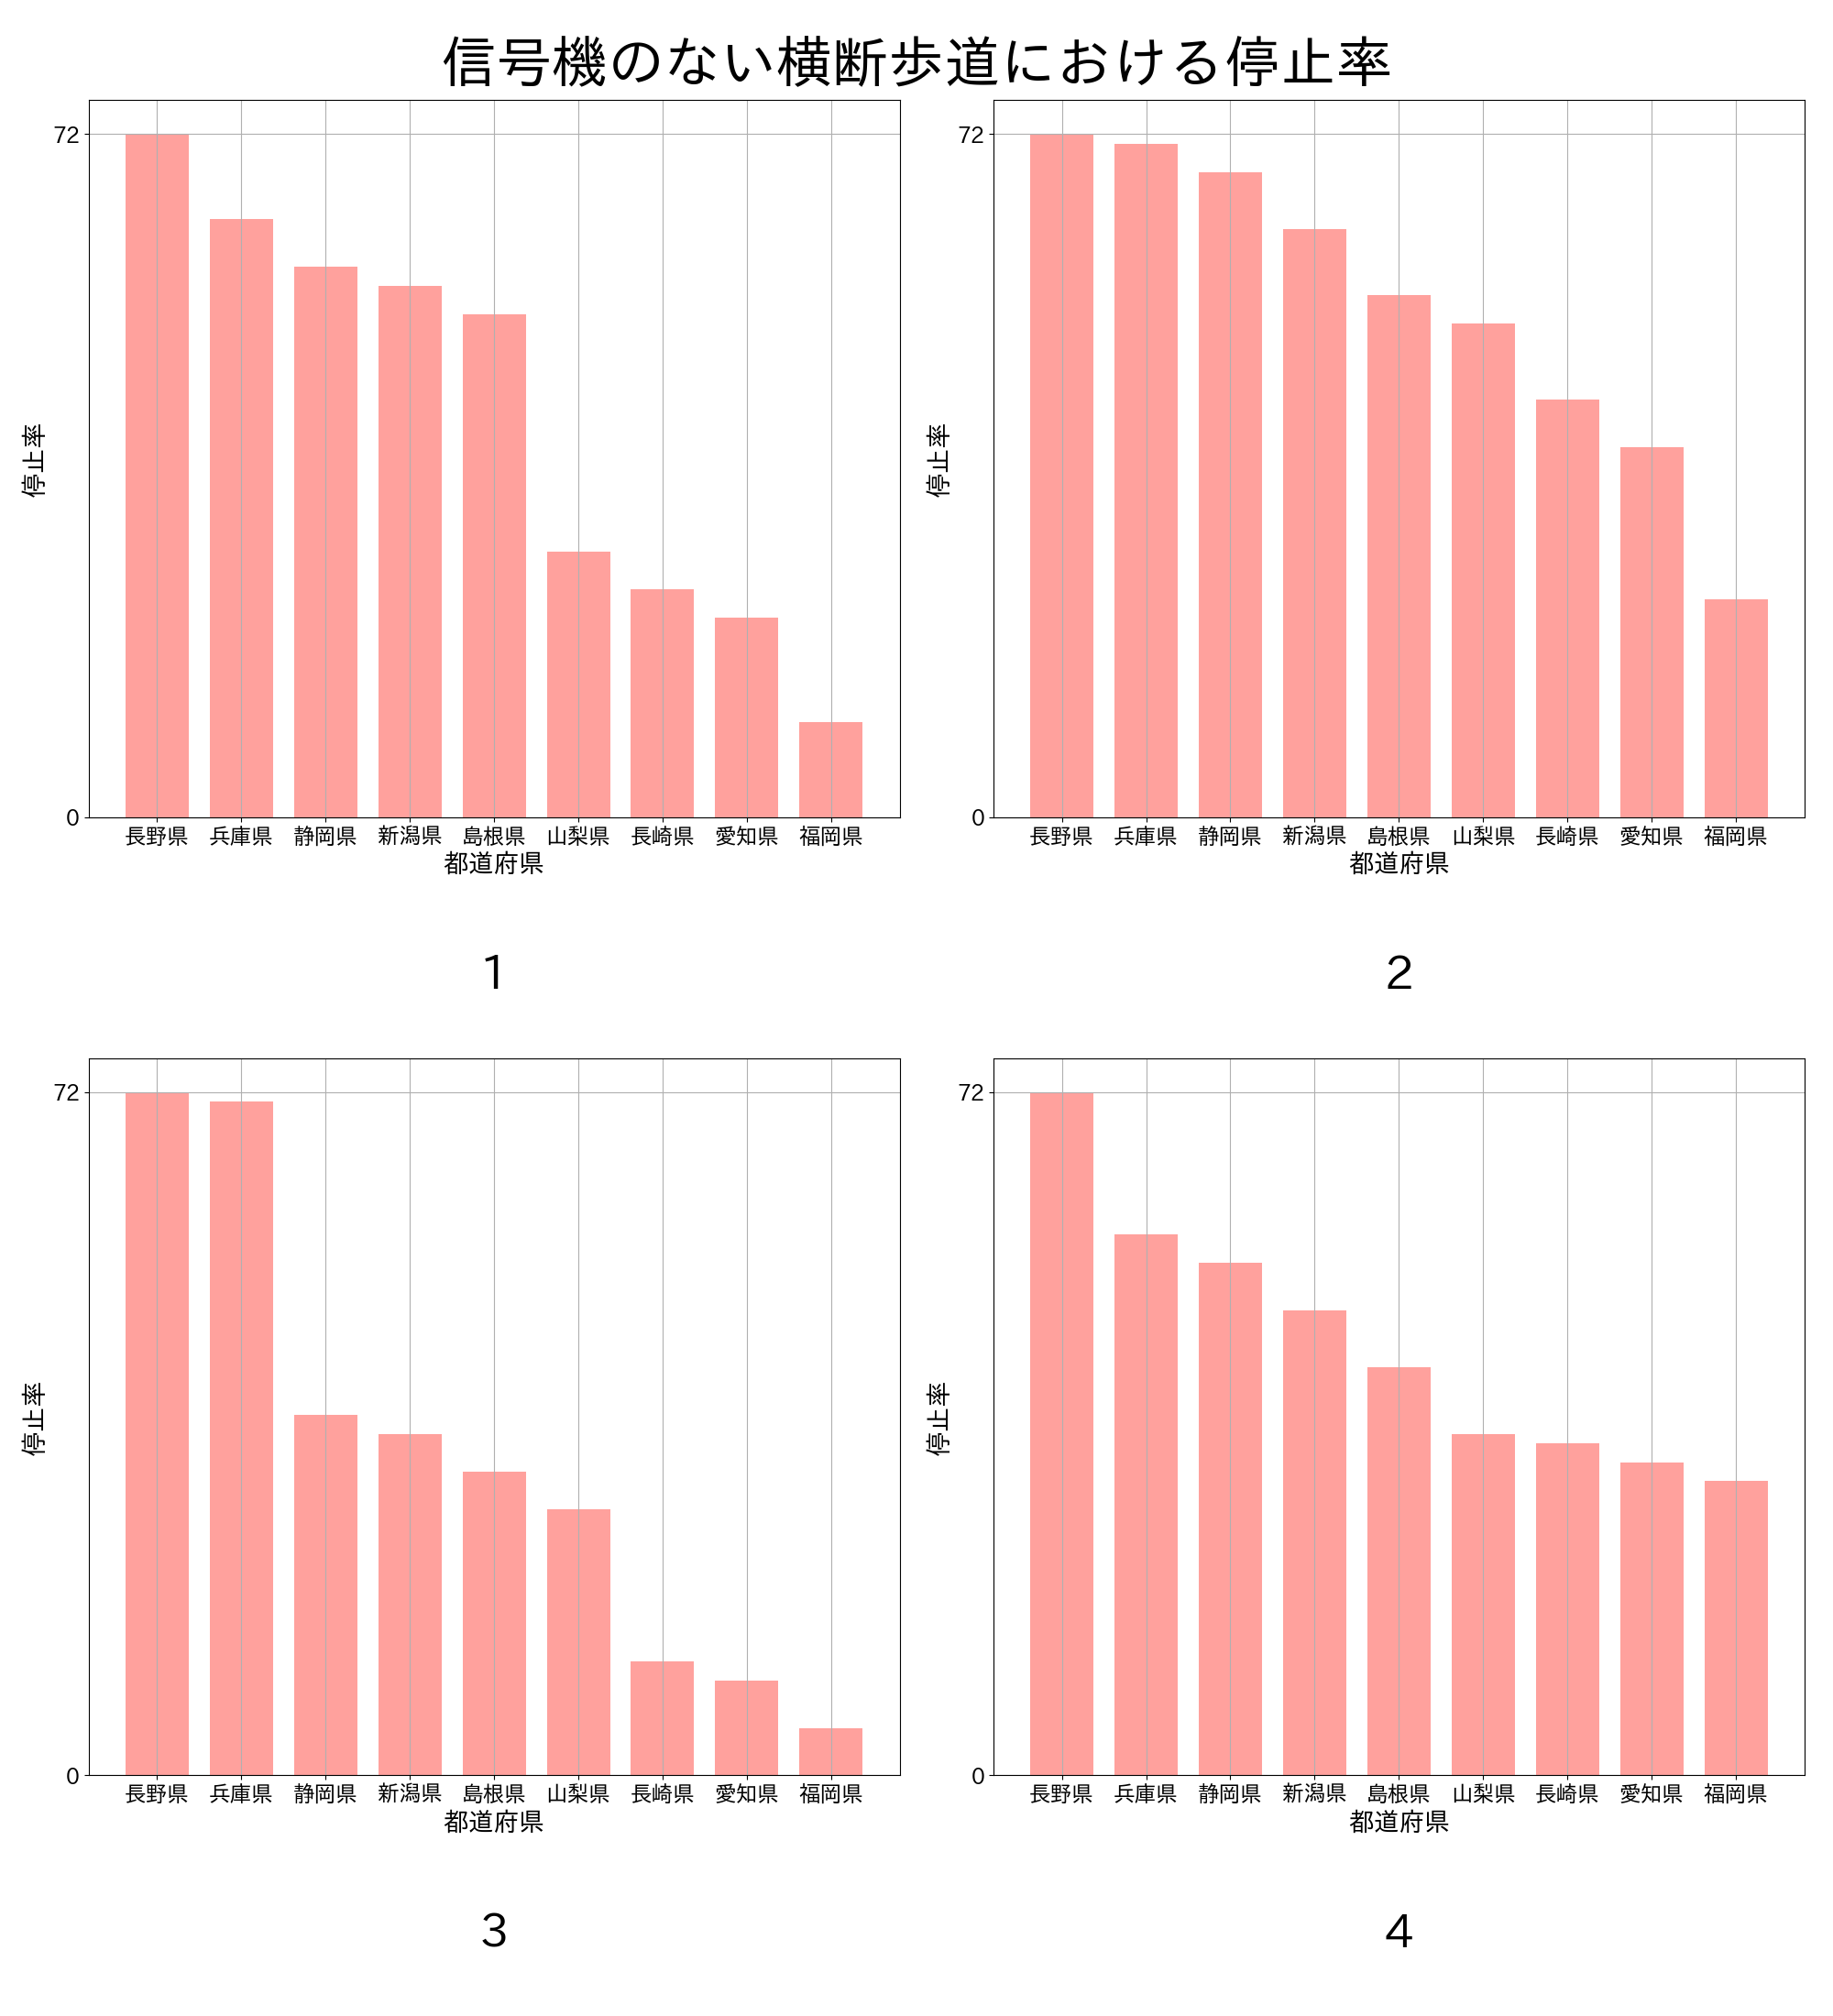 信号機のない横断歩道における停止率
72
0
停止率
長野県 兵庫県 静岡県 新潟県 島根県 山梨県 長崎県 愛知県 福岡県
都道府県
1
72
0
停止率
長野県 兵庫県 静岡県 新潟県 島根県 山梨県 長崎県 愛知県 福岡県
都道府県
2
72
0
停止率
長野県 兵庫県 静岡県 新潟県 島根県 山梨県 長崎県 愛知県 福岡県
都道府県
3
72
0
停止率
長野県 兵庫県 静岡県 新潟県 島根県 山梨県 長崎県 愛知県 福岡県
都道府県
4